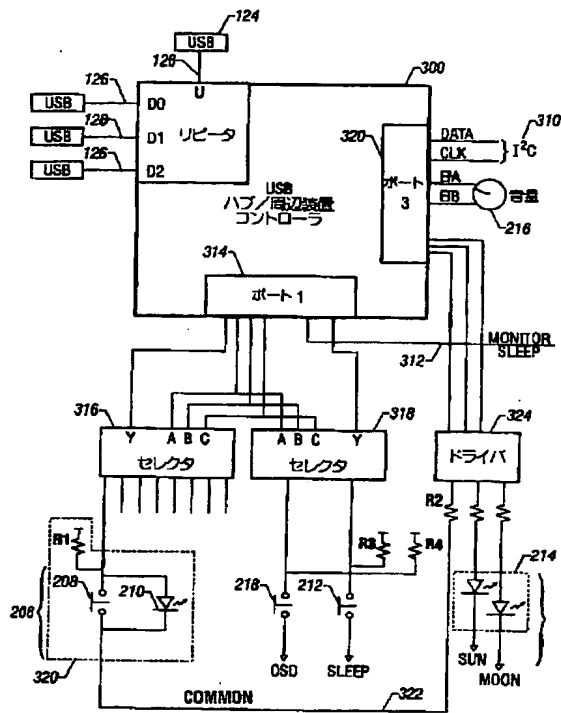 124
USB
126
300
U
126
USB
D0
リピータ
126
USB
D1
126
USB
D2
320
DATA
310
CLK
I²C
ポート
3
EIA
EIB
容量
216
USB
ハブ/周辺装置
コントローラ
314
ポート 1
MONITOR
312
SLEEP
316
318
324
Y
A
B
C
A
B
C
Y
セレクタ
セレクタ
ドライバ
R2
R1
R3
R4
208
210
218
212
214
206
320
OSD
SLEEP
SUN
MOON
COMMON
322